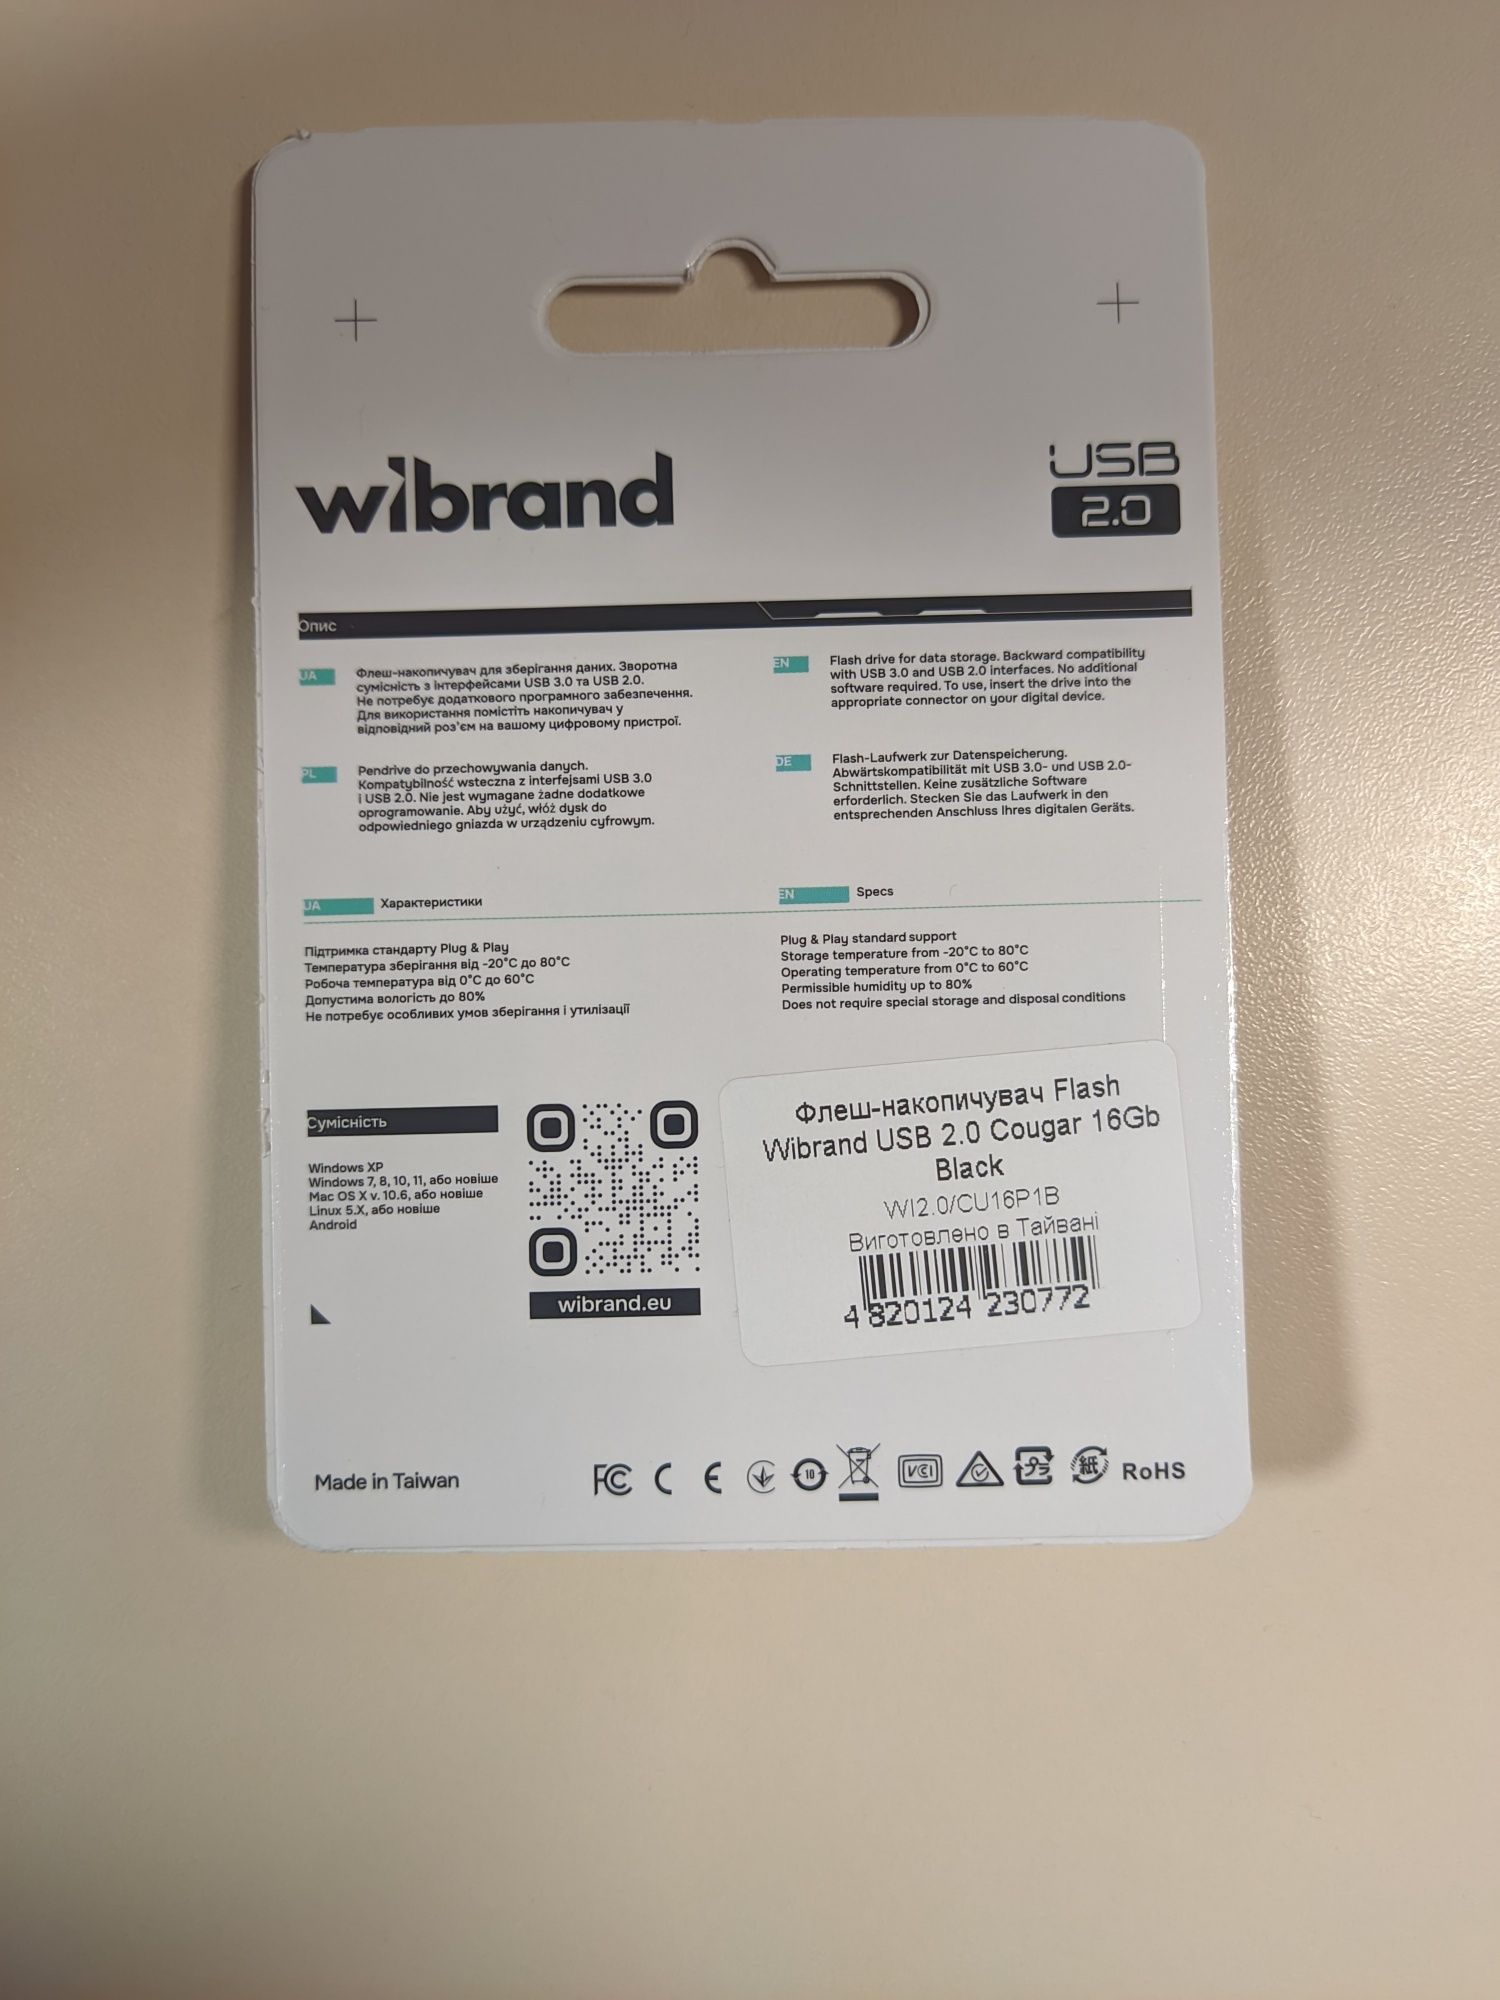 wibrand
USB
2.0
Опис
UA
Флеш-накопичувач для зберігання даних. Зворотна
сумісність з інтерфейсами USB 3.0 та USB 2.0.
Не потребує додаткового програмного забезпечення.
Для використання помістіть накопичувач у
відповідний роз'єм на вашому цифровому пристрої.
EN
Flash drive for data storage. Backward compatibility
with USB 3.0 and USB 2.0 interfaces. No additional
software required. To use, insert the drive into the
appropriate connector on your digital device.
PL
Pendrive do przechowywania danych.
Kompatybilność wsteczna z interfejsami USB 3.0
i USB 2.0. Nie jest wymagane żadne dodatkowe
oprogramowanie. Aby użyć, włóż dysk do
odpowiedniego gniazda w urządzeniu cyfrowym.
DE
Flash-Laufwerk zur Datenspeicherung.
Abwärtskompatibilität mit USB 3.0- und USB 2.0-
Schnittstellen. Keine zusätzliche Software
erforderlich. Stecken Sie das Laufwerk in den
entsprechenden Anschluss Ihres digitalen Geräts.
UA Характеристики
Підтримка стандарту Plug & Play
Температура зберігання від -20°C до 80°C
Робоча температура від 0°C до 60°C
Допустима вологість до 80%
Не потребує особливих умов зберігання і утилізації
EN Specs
Plug & Play standard support
Storage temperature from -20°C to 80°C
Operating temperature from 0°C to 60°C
Permissible humidity up to 80%
Does not require special storage and disposal conditions
Сумісність
Windows XP
Windows 7, 8, 10, 11, або новіше
Mac OS X v. 10.6, або новіше
Linux 5.X, або новіше
Android
wibrand.eu
Флеш-накопичувач Flash
Wibrand USB 2.0 Cougar 16Gb
Black
WI2.0/CU16P1B
Виготовлено в Тайвані
4 820124 230772
Made in Taiwan
FC CE 10 VCI プラ 紙 RoHS